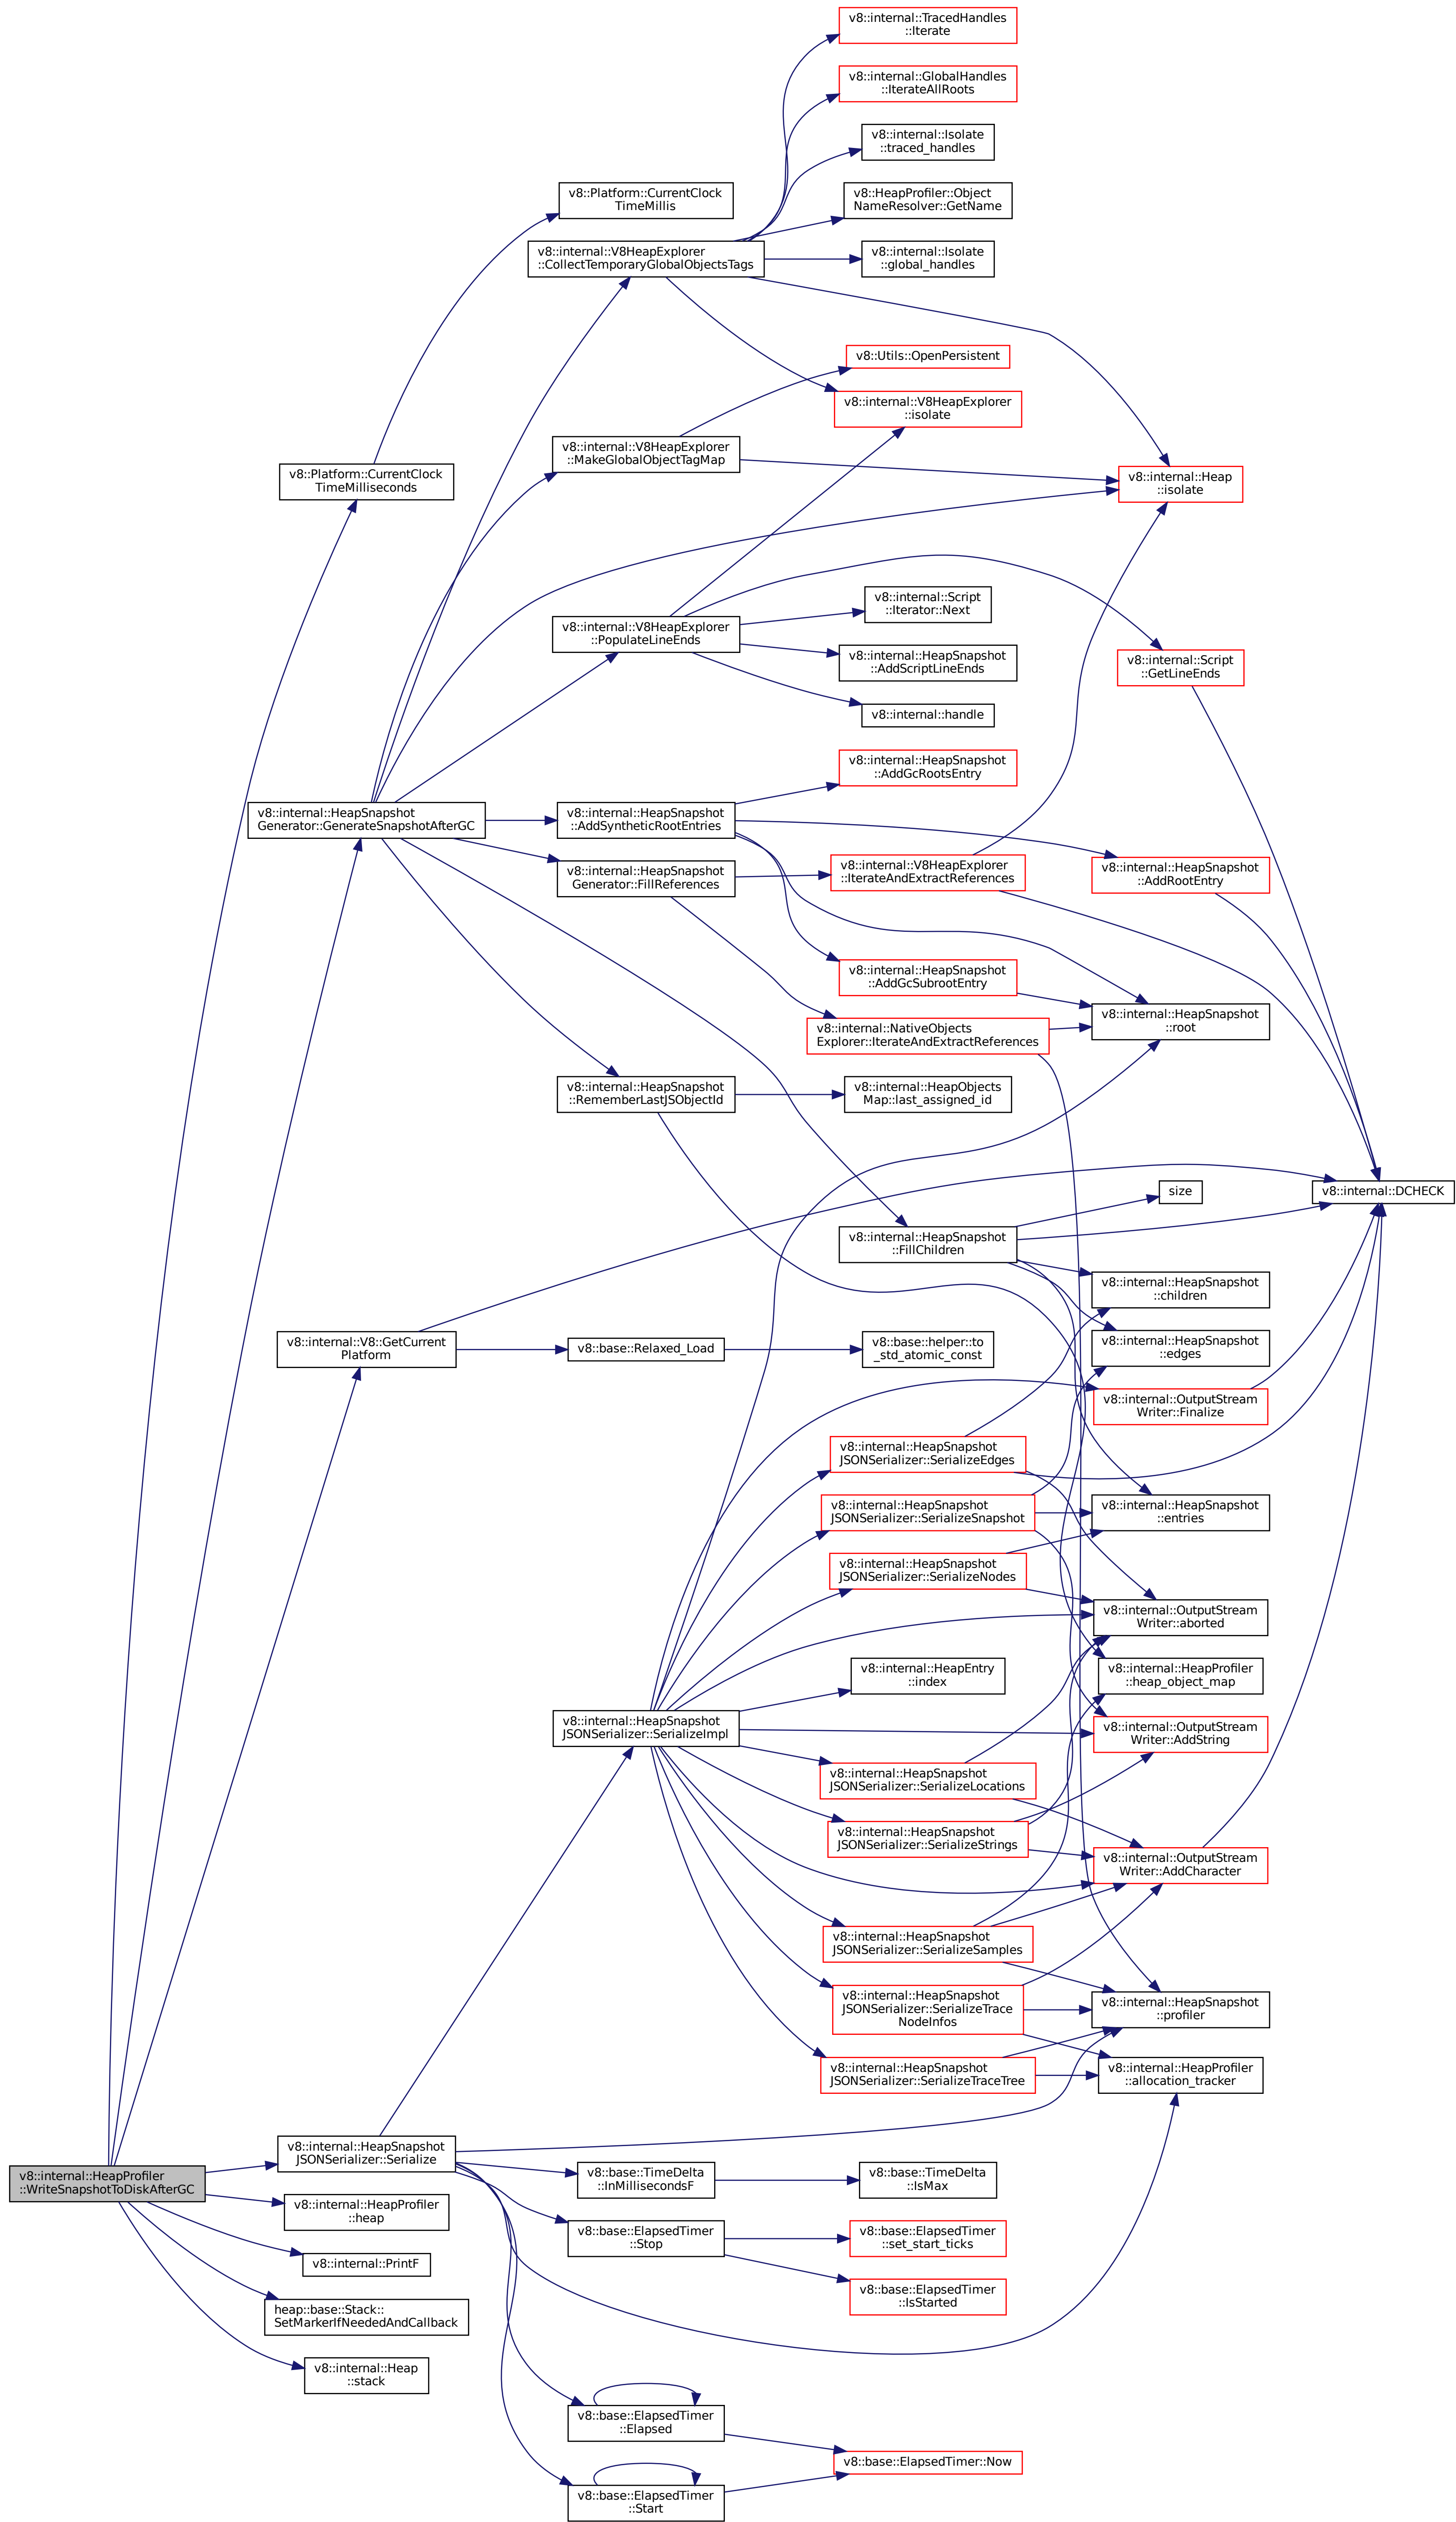 v8::internal::TracedHandles
::Iterate
v8::internal::GlobalHandles
::IterateAllRoots
v8::internal::Isolate
::traced_handles
v8::Platform::CurrentClock
TimeMillis
v8::HeapProfiler::Object
NameResolver::GetName
v8::internal::V8HeapExplorer
::CollectTemporaryGlobalObjectsTags
v8::internal::Isolate
::global_handles
v8::Utils::OpenPersistent
v8::internal::V8HeapExplorer
::isolate
v8::internal::V8HeapExplorer
::MakeGlobalObjectTagMap
v8::Platform::CurrentClock
TimeMilliseconds
v8::internal::Heap
::isolate
v8::internal::Script
::Iterator::Next
v8::internal::V8HeapExplorer
::PopulateLineEnds
v8::internal::HeapSnapshot
::AddScriptLineEnds
v8::internal::Script
::GetLineEnds
v8::internal::handle
v8::internal::HeapSnapshot
::AddGcRootsEntry
v8::internal::HeapSnapshot
Generator::GenerateSnapshotAfterGC
v8::internal::HeapSnapshot
::AddSyntheticRootEntries
v8::internal::HeapSnapshot
Generator::FillReferences
v8::internal::V8HeapExplorer
::IterateAndExtractReferences
v8::internal::HeapSnapshot
::AddRootEntry
v8::internal::HeapSnapshot
::AddGcSubrootEntry
v8::internal::HeapSnapshot
::root
v8::internal::NativeObjects
Explorer::IterateAndExtractReferences
v8::internal::HeapSnapshot
::RememberLastJSObjectId
v8::internal::HeapObjects
Map::last_assigned_id
size
v8::internal::DCHECK
v8::internal::HeapSnapshot
::FillChildren
v8::internal::HeapSnapshot
::children
v8::internal::V8::GetCurrent
Platform
v8::base::Relaxed_Load
v8::base::helper::to
_std_atomic_const
v8::internal::HeapSnapshot
::edges
v8::internal::OutputStream
Writer::Finalize
v8::internal::HeapSnapshot
JSONSerializer::SerializeEdges
v8::internal::HeapSnapshot
JSONSerializer::SerializeSnapshot
v8::internal::HeapSnapshot
::entries
v8::internal::HeapSnapshot
JSONSerializer::SerializeNodes
v8::internal::OutputStream
Writer::aborted
v8::internal::HeapEntry
::index
v8::internal::HeapProfiler
::heap_object_map
v8::internal::HeapSnapshot
JSONSerializer::SerializeImpl
v8::internal::OutputStream
Writer::AddString
v8::internal::HeapSnapshot
JSONSerializer::SerializeLocations
v8::internal::HeapSnapshot
JSONSerializer::SerializeStrings
v8::internal::OutputStream
Writer::AddCharacter
v8::internal::HeapSnapshot
JSONSerializer::SerializeSamples
v8::internal::HeapSnapshot
JSONSerializer::SerializeTrace
NodeInfos
v8::internal::HeapSnapshot
::profiler
v8::internal::HeapSnapshot
JSONSerializer::SerializeTraceTree
v8::internal::HeapProfiler
::allocation_tracker
v8::internal::HeapSnapshot
JSONSerializer::Serialize
v8::internal::HeapProfiler
::WriteSnapshotToDiskAfterGC
v8::base::TimeDelta
::InMillisecondsF
v8::base::TimeDelta
::IsMax
v8::internal::HeapProfiler
::heap
v8::base::ElapsedTimer
::Stop
v8::base::ElapsedTimer
::set_start_ticks
v8::internal::PrintF
v8::base::ElapsedTimer
::IsStarted
heap::base::Stack::
SetMarkerIfNeededAndCallback
v8::internal::Heap
::stack
v8::base::ElapsedTimer
::Elapsed
v8::base::ElapsedTimer::Now
v8::base::ElapsedTimer
::Start